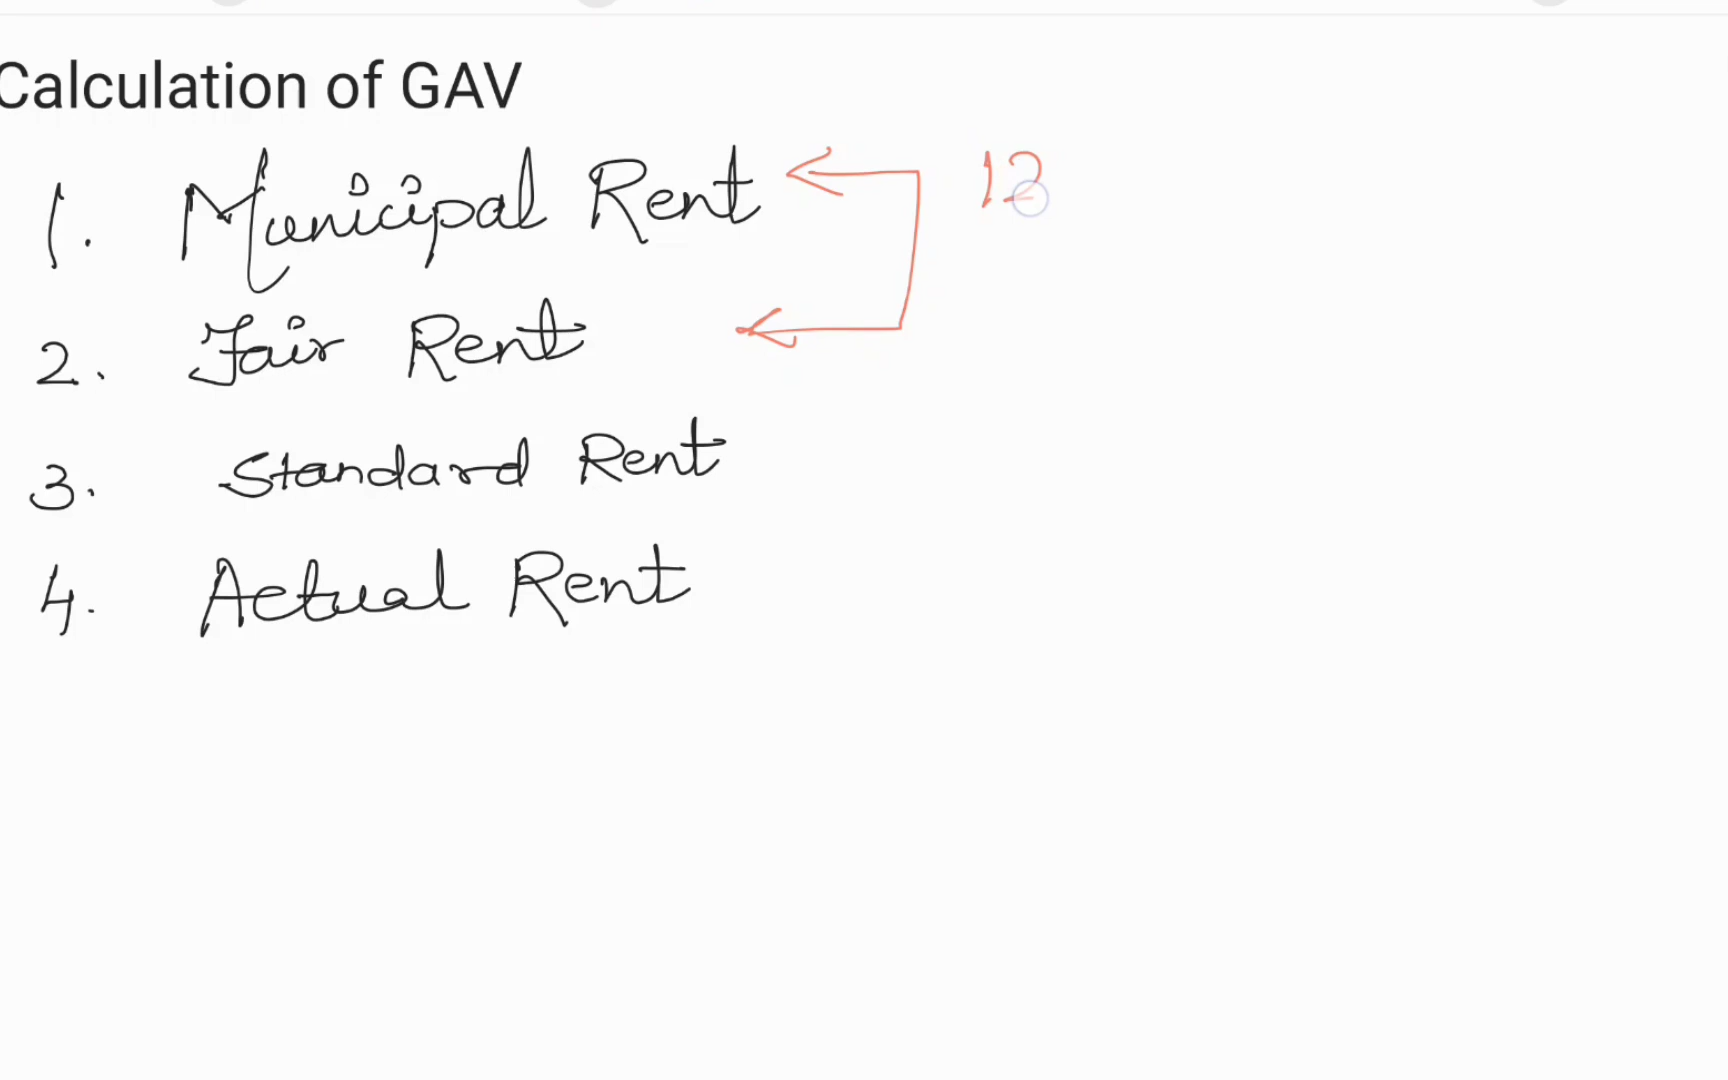 Calculation of GAV
1. Municipal Rent 12
2. Fair Rent
3. Standard Rent
4. Actual Rent